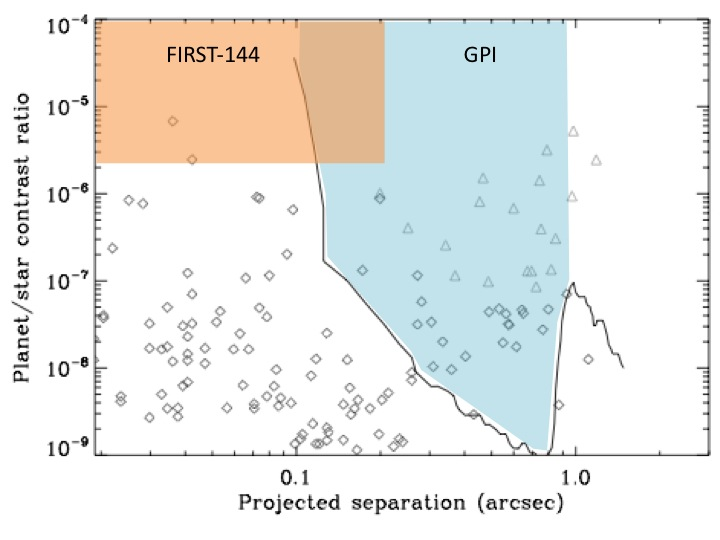 10⁻⁴
FIRST-144
GPI
10⁻⁵
10⁻⁶
10⁻⁷
10⁻⁸
10⁻⁹
Planet/star contrast ratio
0.1
1.0
Projected separation (arcsec)